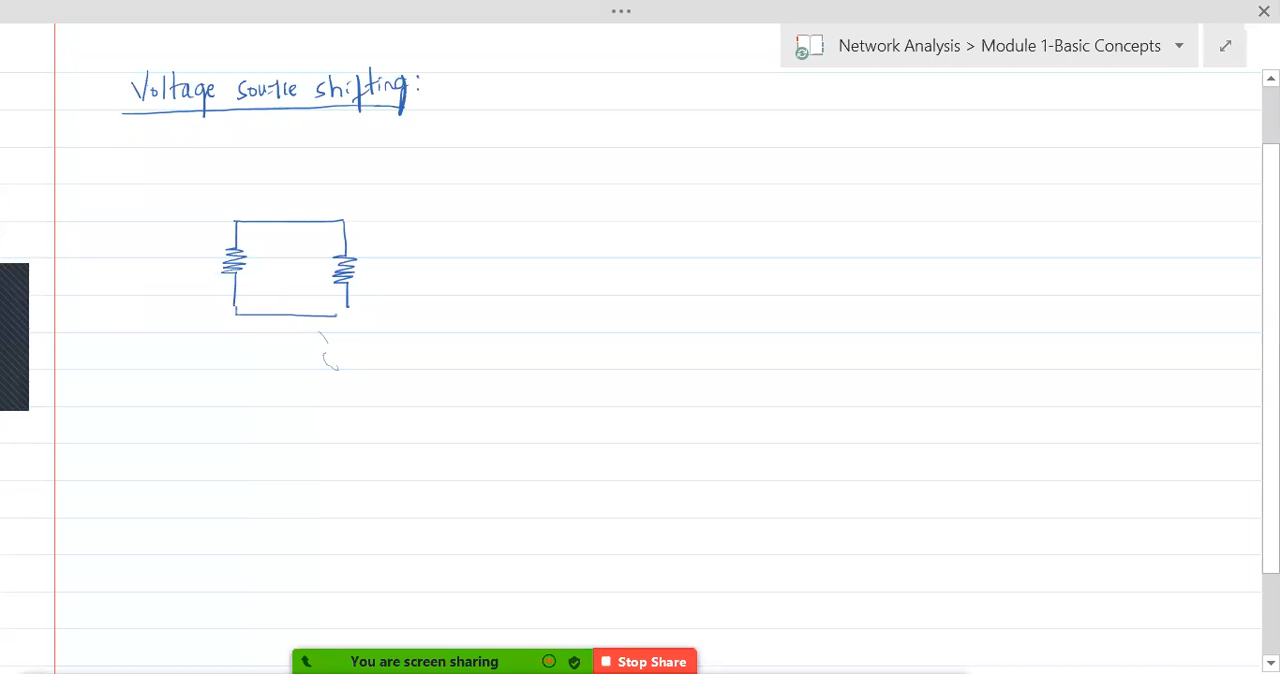 Network Analysis > Module 1-Basic Concepts
Voltage source shifting:
You are screen sharing
Stop Share